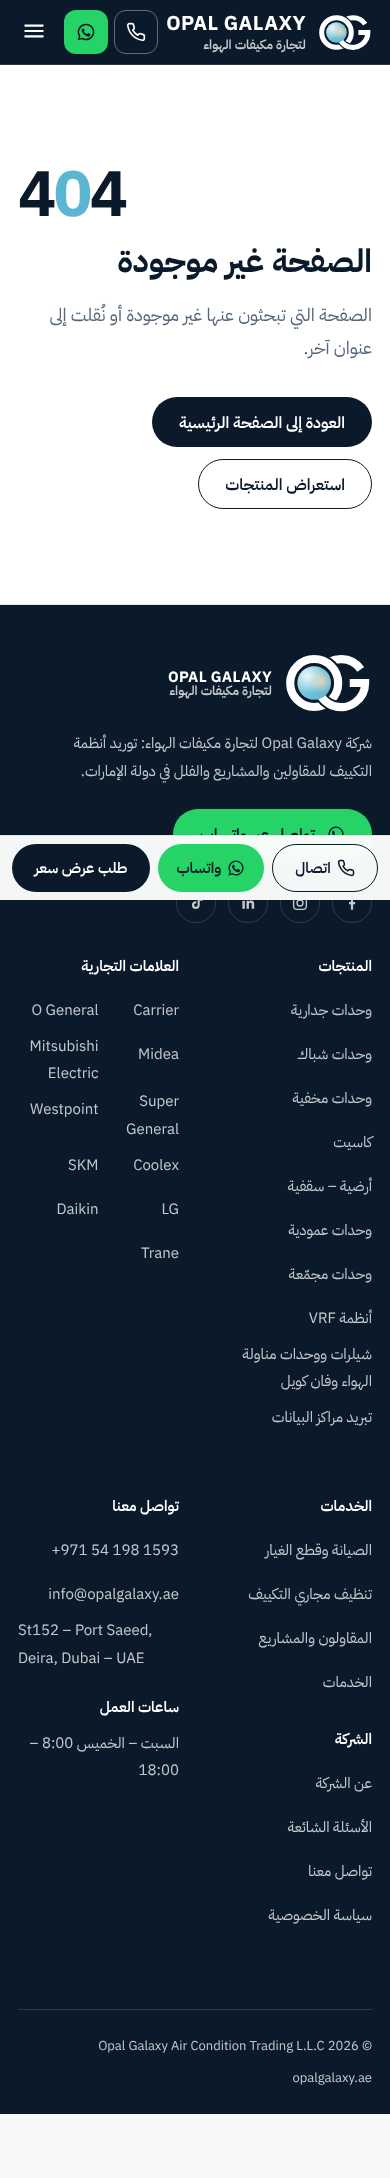 OPAL GALAXY
لتجارة مكيفات الهواء
404
الصفحة غير موجودة
الصفحة التي تبحثون عنها غير موجودة أو نُقلت إلى
عنوان آخر.
العودة إلى الصفحة الرئيسية
استعراض المنتجات
OPAL GALAXY
لتجارة مكيفات الهواء
شركة Opal Galaxy لتجارة مكيفات الهواء: توريد أنظمة
التكييف للمقاولين والمشاريع والفلل في دولة الإمارات.
اتصال
واتساب
طلب عرض سعر
المنتجات
وحدات جدارية
وحدات شباك
وحدات مخفية
كاسيت
أرضية – سقفية
وحدات عمودية
وحدات مجمّعة
أنظمة VRF
شيلرات ووحدات مناولة
الهواء وفان كويل
تبريد مراكز البيانات
العلامات التجارية
Carrier
O General
Midea
Mitsubishi
Electric
Super
General
Westpoint
Coolex
SKM
LG
Daikin
Trane
الخدمات
الصيانة وقطع الغيار
تنظيف مجاري التكييف
المقاولون والمشاريع
الخدمات
الشركة
عن الشركة
الأسئلة الشائعة
تواصل معنا
سياسة الخصوصية
تواصل معنا
+971 54 198 1593
info@opalgalaxy.ae
St152 – Port Saeed,
Deira, Dubai – UAE
ساعات العمل
السبت – الخميس 8:00 –
18:00
© 2026 Opal Galaxy Air Condition Trading L.L.C
opalgalaxy.ae